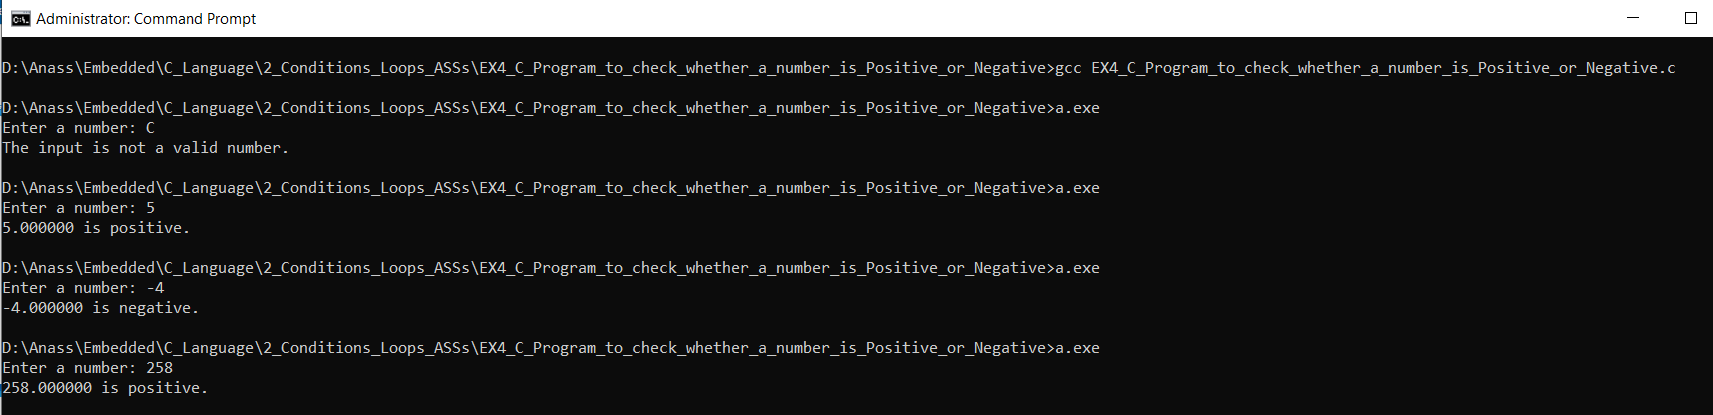 Administrator: Command Prompt
D:\Anass\Embedded\C_Language\2_Conditions_Loops_ASSs\EX4_C_Program_to_check_whether_a_number_is_Positive_or_Negative>gcc EX4_C_Program_to_check_whether_a_number_is_Positive_or_Negative.c
D:\Anass\Embedded\C_Language\2_Conditions_Loops_ASSs\EX4_C_Program_to_check_whether_a_number_is_Positive_or_Negative>a.exe
Enter a number: C
The input is not a valid number.
D:\Anass\Embedded\C_Language\2_Conditions_Loops_ASSs\EX4_C_Program_to_check_whether_a_number_is_Positive_or_Negative>a.exe
Enter a number: 5
5.000000 is positive.
D:\Anass\Embedded\C_Language\2_Conditions_Loops_ASSs\EX4_C_Program_to_check_whether_a_number_is_Positive_or_Negative>a.exe
Enter a number: -4
-4.000000 is negative.
D:\Anass\Embedded\C_Language\2_Conditions_Loops_ASSs\EX4_C_Program_to_check_whether_a_number_is_Positive_or_Negative>a.exe
Enter a number: 258
258.000000 is positive.